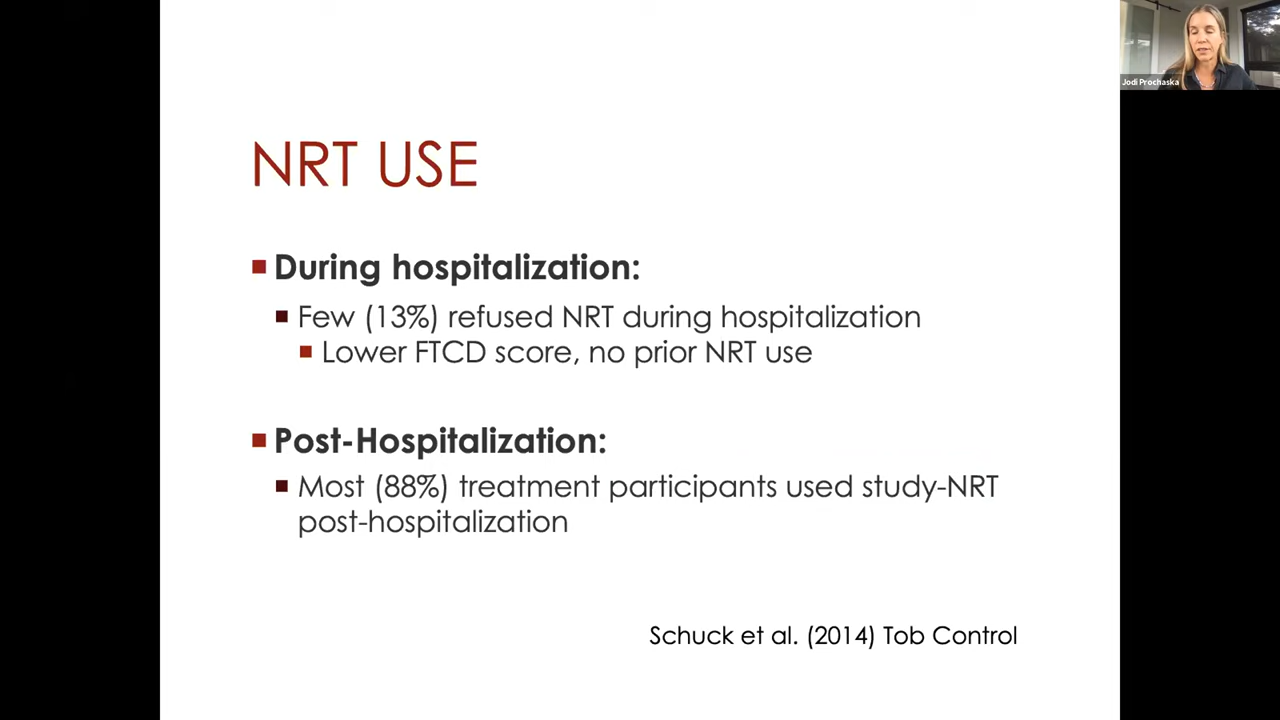 Jodi Prochaska
NRT USE
During hospitalization:
Few (13%) refused NRT during hospitalization
Lower FTCD score, no prior NRT use
Post-Hospitalization:
Most (88%) treatment participants used study-NRT
post-hospitalization
Schuck et al. (2014) Tob Control